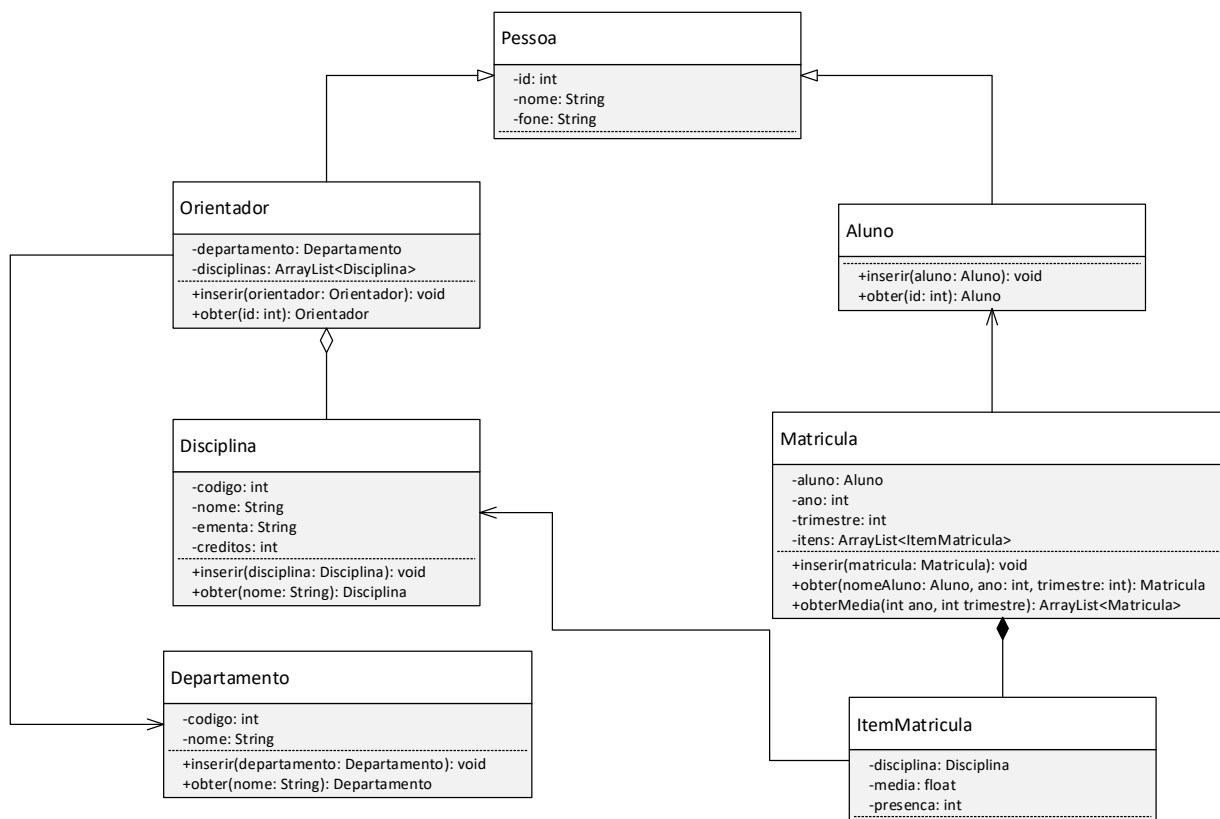 Pessoa
-id: int
-nome: String
-fone: String
Orientador
-departamento: Departamento
-disciplinas: ArrayList<Disciplina>
+inserir(orientador: Orientador): void
+obter(id: int): Orientador
Aluno
+inserir(aluno: Aluno): void
+obter(id: int): Aluno
Disciplina
-codigo: int
-nome: String
-ementa: String
-creditos: int
+inserir(disciplina: Disciplina): void
+obter(nome: String): Disciplina
Matricula
-aluno: Aluno
-ano: int
-trimestre: int
-itens: ArrayList<ItemMatricula>
+inserir(matricula: Matricula): void
+obter(nomeAluno: Aluno, ano: int, trimestre: int): Matricula
+obterMedia(int ano, int trimestre): ArrayList<Matricula>
Departamento
-codigo: int
-nome: String
+inserir(departamento: Departamento): void
+obter(nome: String): Departamento
ItemMatricula
-disciplina: Disciplina
-media: float
-presenca: int